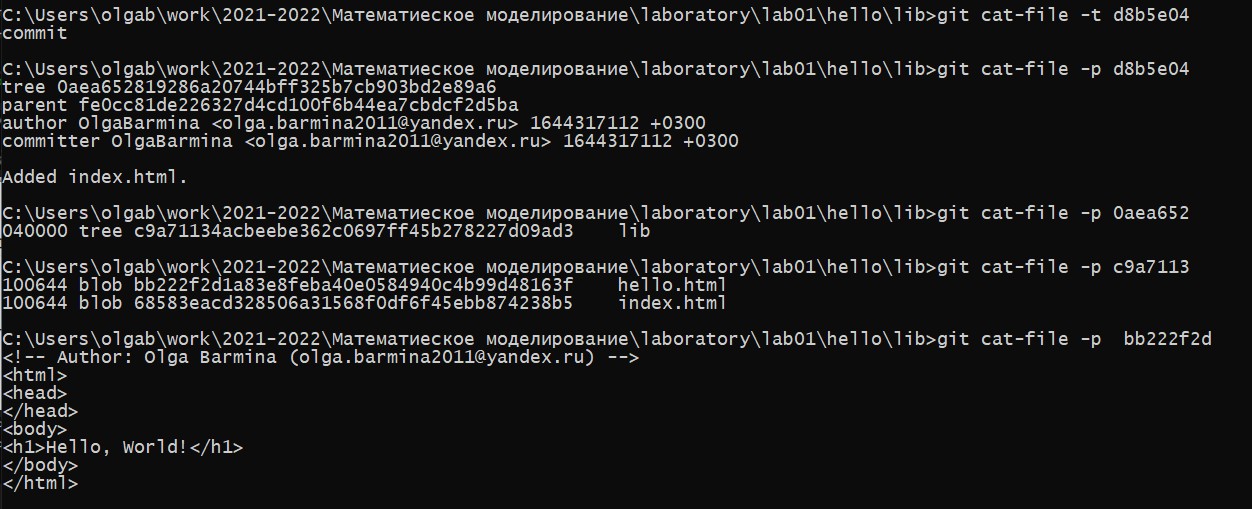 C:\Users\olgab\work\2021-2022\Математиеское моделирование\laboratory\lab01\hello\lib>git cat-file -t d8b5e04
commit
C:\Users\olgab\work\2021-2022\Математиеское моделирование\laboratory\lab01\hello\lib>git cat-file -p d8b5e04
tree 0aea652819286a20744bff325b7cb903bd2e89a6
parent fe0cc81de226327d4cd100f6b44ea7cbdcf2d5ba
author OlgaBarmina <olga.barmina2011@yandex.ru> 1644317112 +0300
committer OlgaBarmina <olga.barmina2011@yandex.ru> 1644317112 +0300
Added index.html.
C:\Users\olgab\work\2021-2022\Математиеское моделирование\laboratory\lab01\hello\lib>git cat-file -p 0aea652
040000 tree c9a71134acbeebe362c0697ff45b278227d09ad3    lib
C:\Users\olgab\work\2021-2022\Математиеское моделирование\laboratory\lab01\hello\lib>git cat-file -p c9a7113
100644 blob bb222f2d1a83e8feba40e0584940c4b99d48163f    hello.html
100644 blob 68583eacd328506a31568f0df6f45ebb874238b5    index.html
C:\Users\olgab\work\2021-2022\Математиеское моделирование\laboratory\lab01\hello\lib>git cat-file -p  bb222f2d
<!-- Author: Olga Barmina (olga.barmina2011@yandex.ru) -->
<html>
<head>
</head>
<body>
<h1>Hello, World!</h1>
</body>
</html>